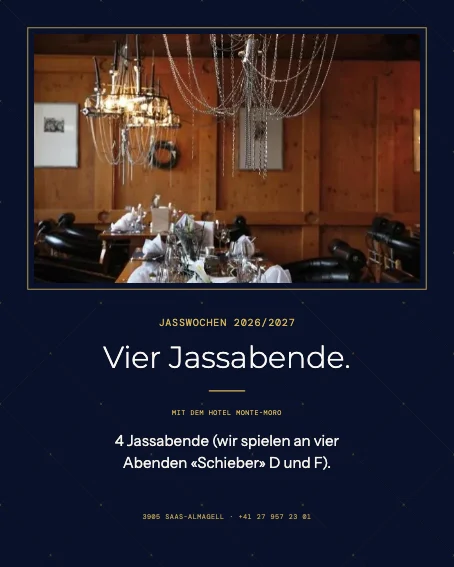 JASSWOCHEN 2026/2027
Vier Jassabende.
MIT DEM HOTEL MONTE-MORO
4 Jassabende (wir spielen an vier
Abenden «Schieber» D und F).
3905 SAAS-ALMAGELL · +41 27 957 23 01